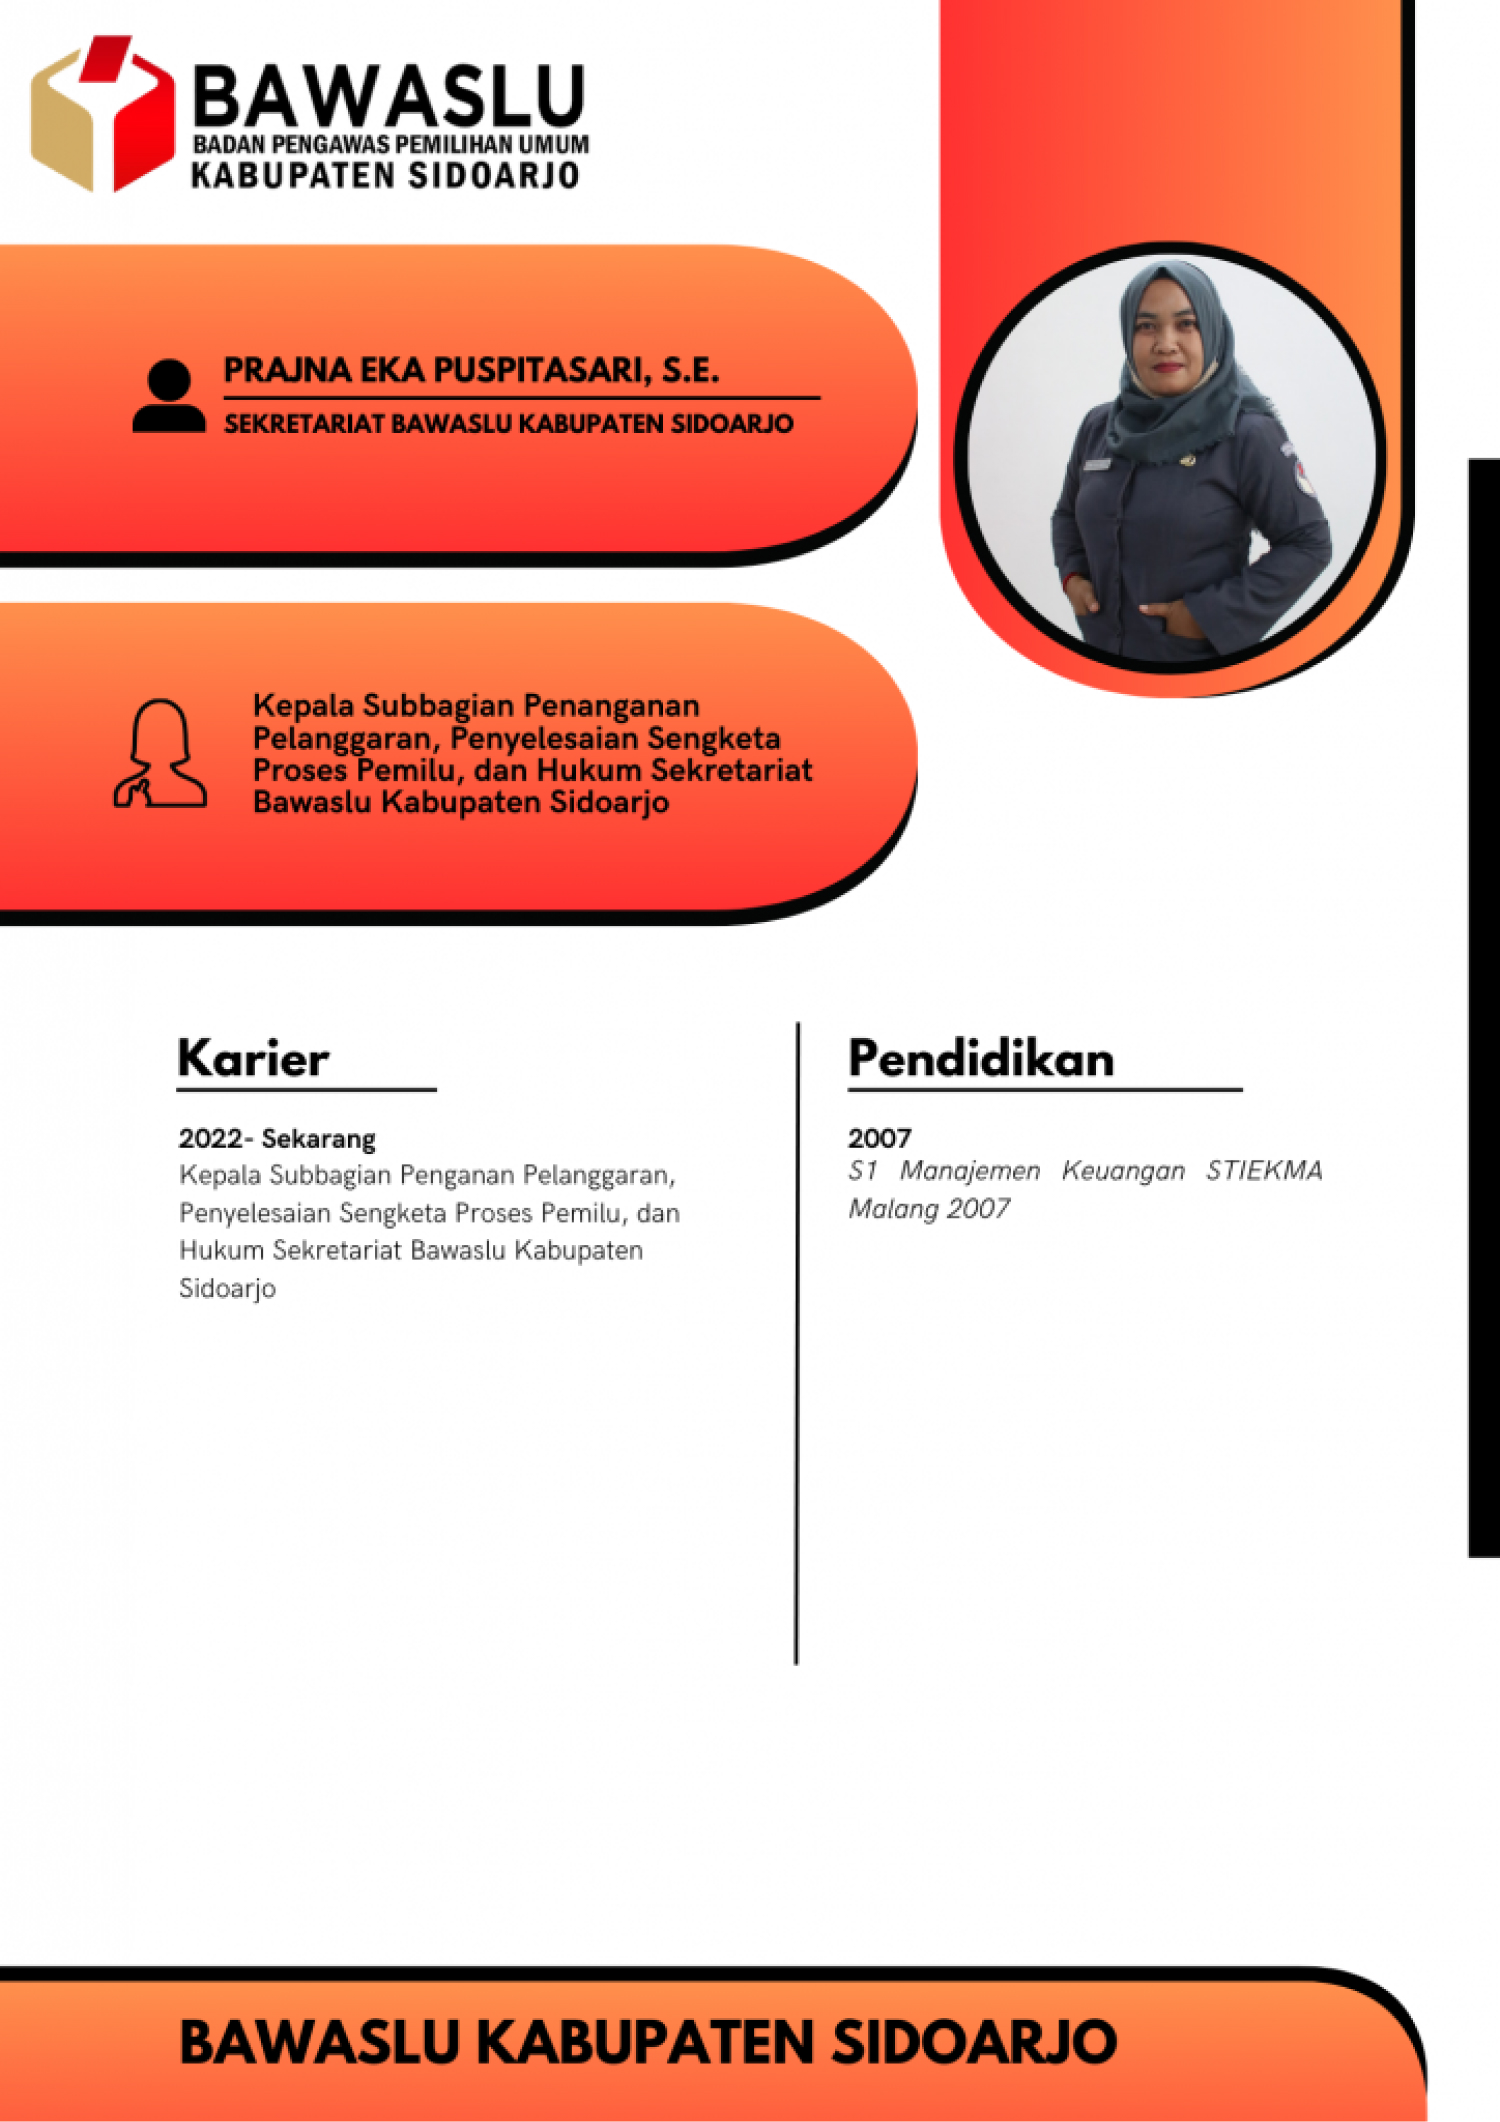 BAWASLU
BADAN PENGAWAS PEMILIHAN UMUM
KABUPATEN SIDOARJO
PRAJNA EKA PUSPITASARI, S.E.
SEKRETARIAT BAWASLU KABUPATEN SIDOARJO
Kepala Subbagian Penanganan
Pelanggaran, Penyelesaian Sengketa
Proses Pemilu, dan Hukum Sekretariat
Bawaslu Kabupaten Sidoarjo
Karier
2022- Sekarang
Kepala Subbagian Penganan Pelanggaran,
Penyelesaian Sengketa Proses Pemilu, dan
Hukum Sekretariat Bawaslu Kabupaten
Sidoarjo
Pendidikan
2007
S1 Manajemen Keuangan STIEKMA
Malang 2007
BAWASLU KABUPATEN SIDOARJO